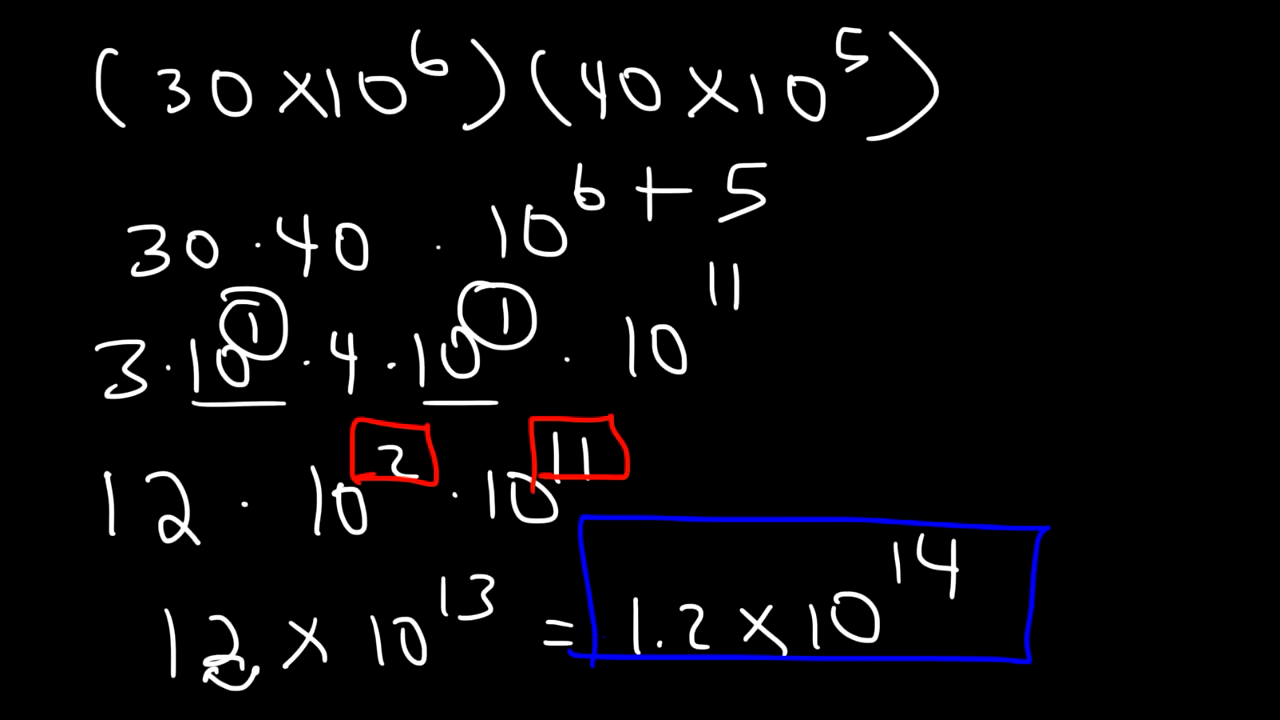 (30×10⁶)(40×10⁵)
30·40 · 10⁶⁺⁵
3·10¹·4·10¹ · 10¹¹
12 · 10² · 10¹¹
12. × 10¹³ = 1.2×10¹⁴